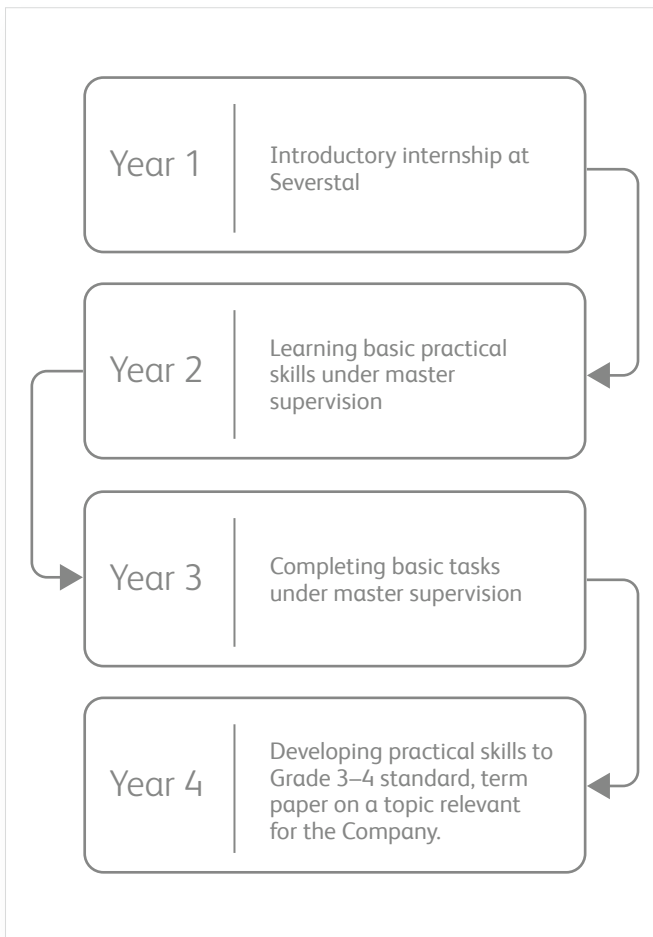 Year 1
Introductory internship at
Severstal
Year 2
Learning basic practical
skills under master
supervision
Year 3
Completing basic tasks
under master supervision
Year 4
Developing practical skills to
Grade 3–4 standard, term
paper on a topic relevant
for the Company.